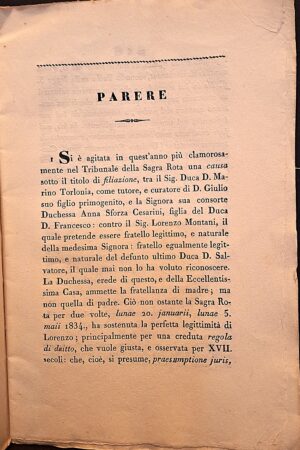 PARERE
1 Si è agitata in quest'anno più clamorosa-
mente nel Tribunale della Sagra Rota una causa
sotto il titolo di filiazione, tra il Sig. Duca D. Ma-
rino Torlonia, come tutore, e curatore di D. Giulio
suo figlio primogenito, e la Signora sua consorte
Duchessa Anna Sforza Cesarini, figlia del Duca
D. Francesco: contro il Sig. Lorenzo Montani, il
quale pretende essere fratello legittimo, e naturale
della medesima Signora: fratello egualmente legit-
timo, e naturale del defunto ultimo Duca D. Sal-
vatore, il quale mai non lo ha voluto riconoscere.
La Duchessa, erede di questo, e della Eccellentis-
sima Casa, ammette la fratellanza di madre; ma
non quella di padre. Ciò non ostante la Sagra Ro-
ta per due volte, lunae 20. januarii, lunae 5.
maii 1834., ha sostenuta la perfetta legittimità di
Lorenzo; principalmente per una creduta regola
di dritto, che vuole giusta, e osservata per XVII.
secoli: che, cioè, si presume, praesumptione juris,